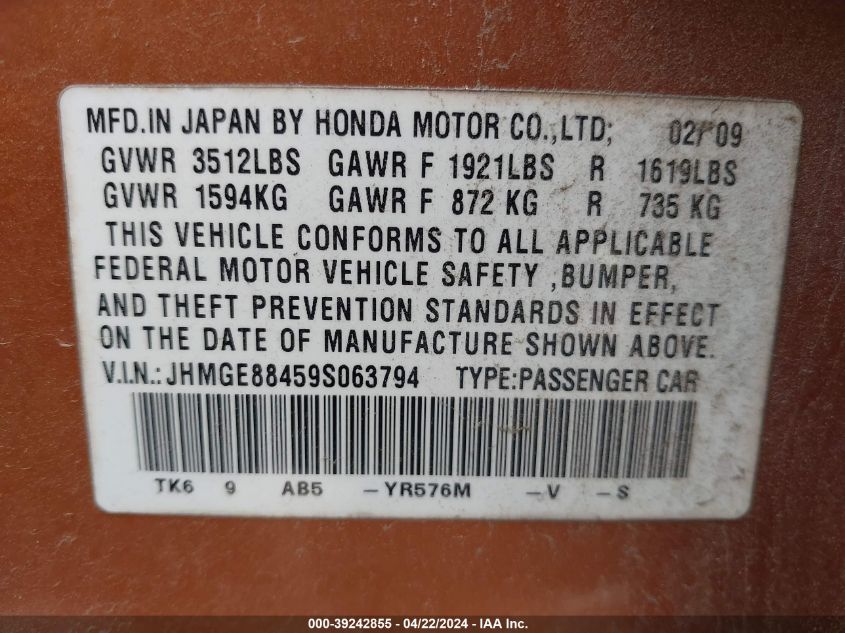 MFD.IN JAPAN BY HONDA MOTOR CO.,LTD; 02/09
GVWR 3512LBS GAWR F 1921LBS R 1619LBS
GVWR 1594KG GAWR F 872 KG R 735 KG
THIS VEHICLE CONFORMS TO ALL APPLICABLE
FEDERAL MOTOR VEHICLE SAFETY ,BUMPER,
AND THEFT PREVENTION STANDARDS IN EFFECT
ON THE DATE OF MANUFACTURE SHOWN ABOVE.
V.I.N.: JHMGE88459S063794 TYPE:PASSENGER CAR
TK6 9 AB5 -YR576M -V -S
000-39242855 - 04/22/2024 - IAA Inc.